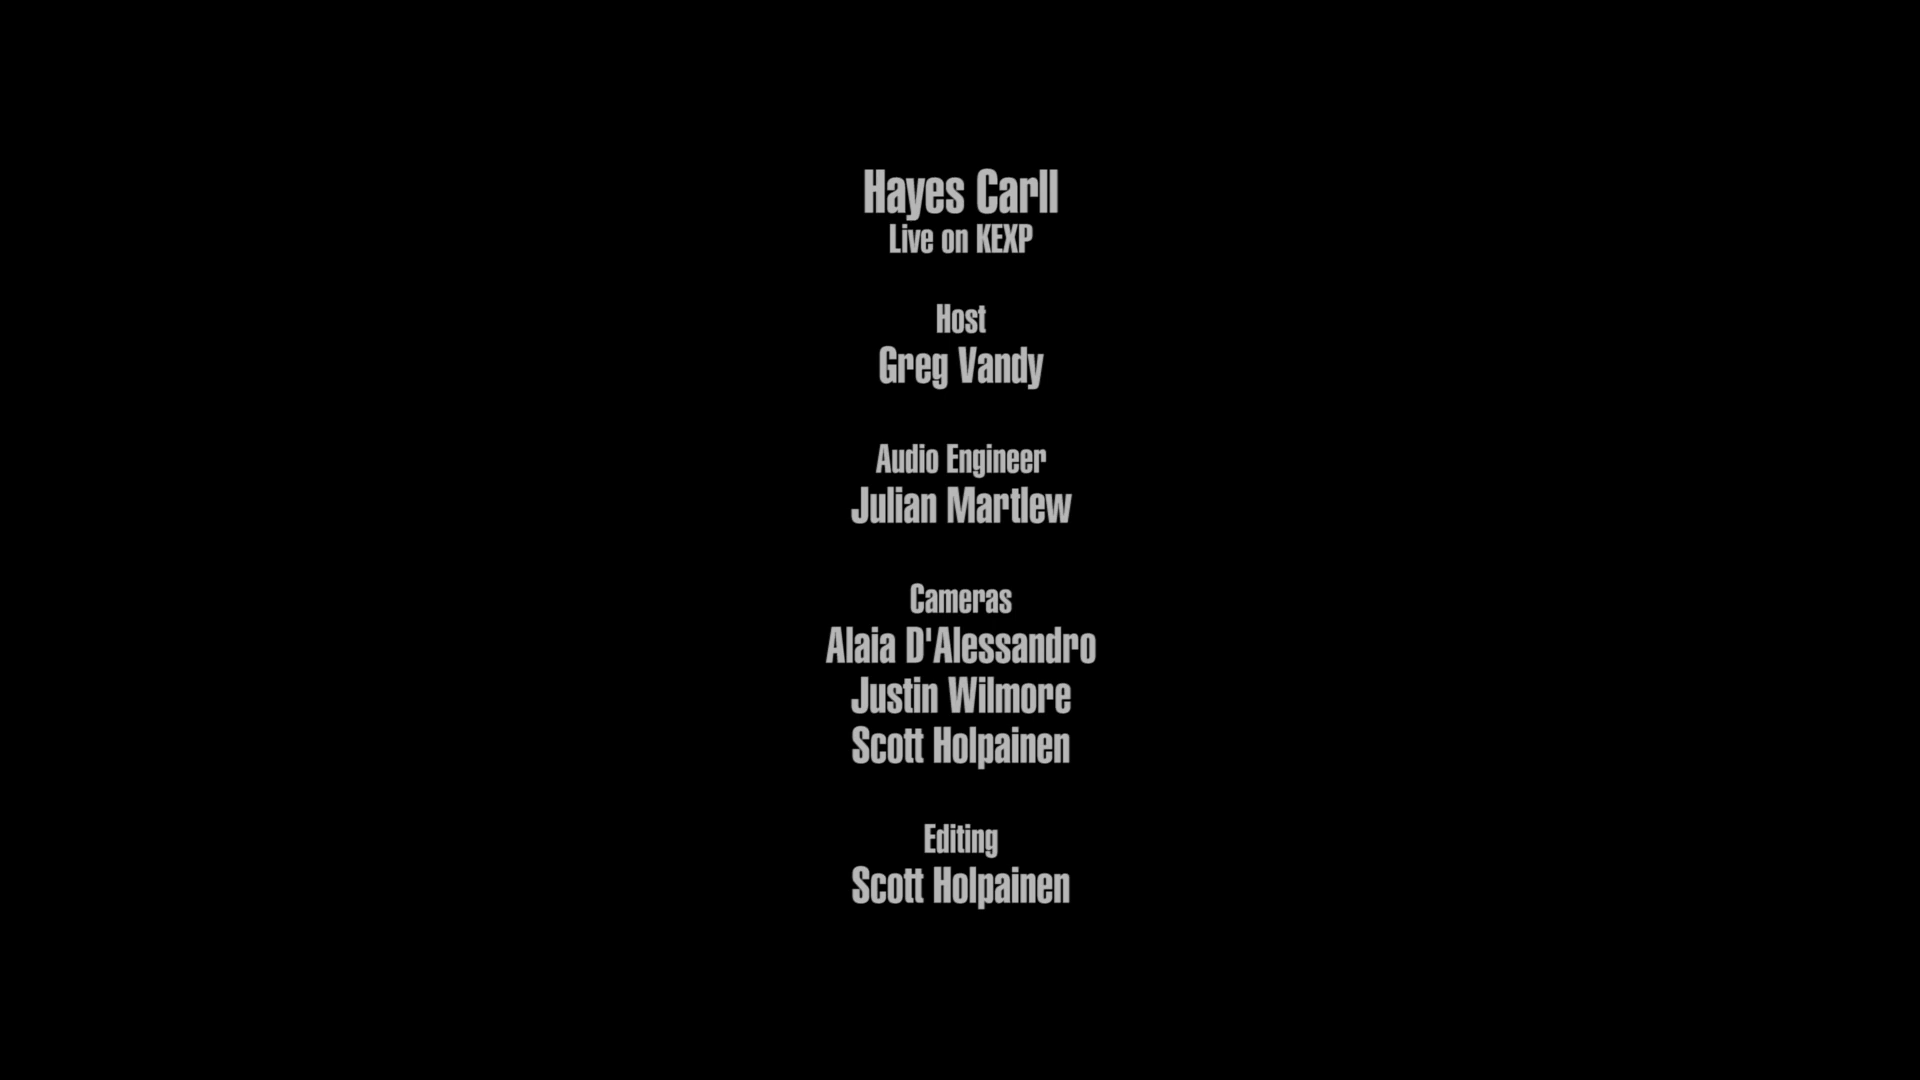 Hayes Carll
Live on KEXP
Host
Greg Vandy
Audio Engineer
Julian Martlew
Cameras
Alaia D'Alessandro
Justin Wilmore
Scott Holpainen
Editing
Scott Holpainen